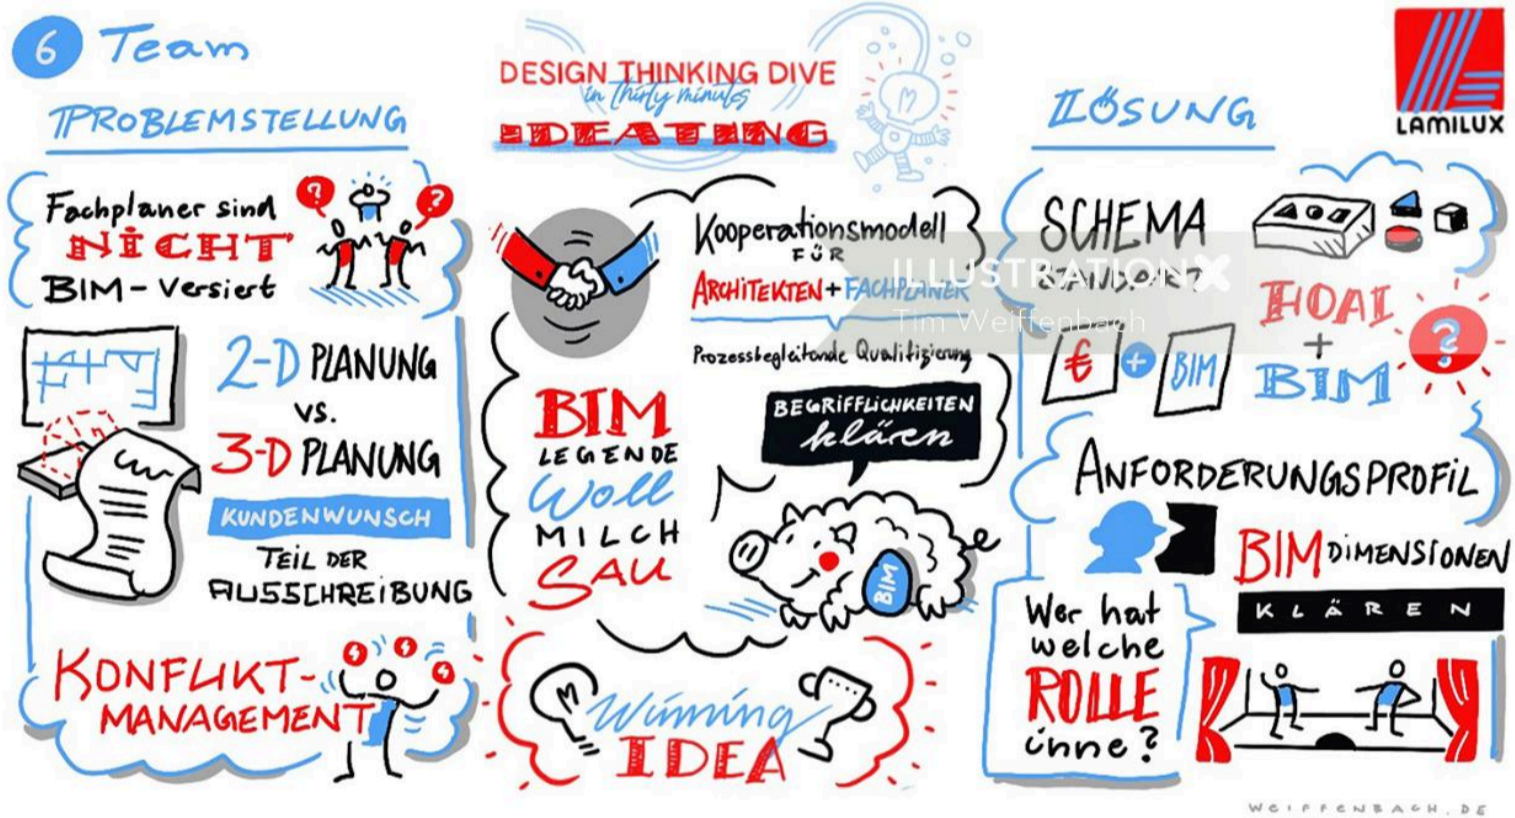 6 Team
PROBLEMSTELLUNG
Fachplaner sind
NICHT
BIM - versiert
?
?
2-D PLANUNG
VS.
3-D PLANUNG
KUNDENWUNSCH
TEIL DER
AUSSCHREIBUNG
KONFLIKT-
MANAGEMENT
DESIGN THINKING DIVE
in thirty minutes
IDEATING
Kooperationsmodell
FÜR
ARCHITEKTEN + FACHPLANER
Prozessbegleitende Qualifizierung
BEGRIFFLICHKEITEN
klären
BIM
LEGENDE
Woll
MILCH
SAU
BIM
Winning
IDEA
LÖSUNG
LAMILUX
SCHEMA
STANDART
€ + BIM
HOAI
+
BIM
?
ANFORDERUNGSPROFIL
BIM DIMENSIONEN
KLÄREN
Wer hat
welche
ROLLE
inne?
ILLUSTRATIONX
Tim Weiffenbach
WEIFFENBACH.DE